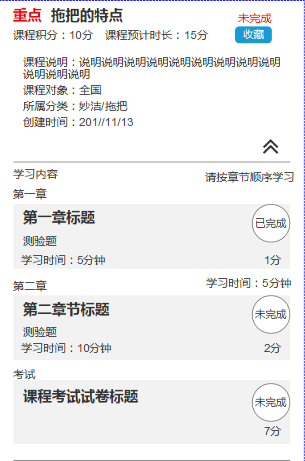 重点 拖把的特点 未完成
课程积分：10分 课程预计时长：15分 收藏
课程说明：说明说明说明说明说明说明说明说明说明
说明说明说明
课程对象：全国
所属分类：妙洁/拖把
创建时间：201//11/13
学习内容 请按章节顺序学习
第一章
第一章标题 已完成
测验题
学习时间：5分钟 1分
第二章 学习时间：5分钟
第二章节标题 未完成
测验题
学习时间：10分钟 2分
考试
课程考试试卷标题 未完成
7分